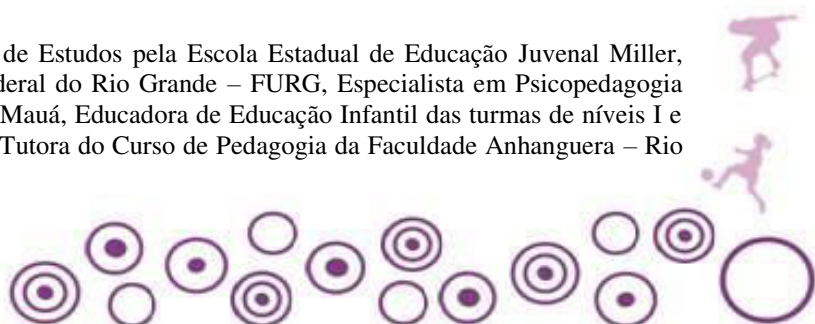 de Estudos pela Escola Estadual de Educação Juvenal Miller,
deral do Rio Grande – FURG, Especialista em Psicopedagogia
Mauá, Educadora de Educação Infantil das turmas de níveis I e
Tutora do Curso de Pedagogia da Faculdade Anhanguera – Rio